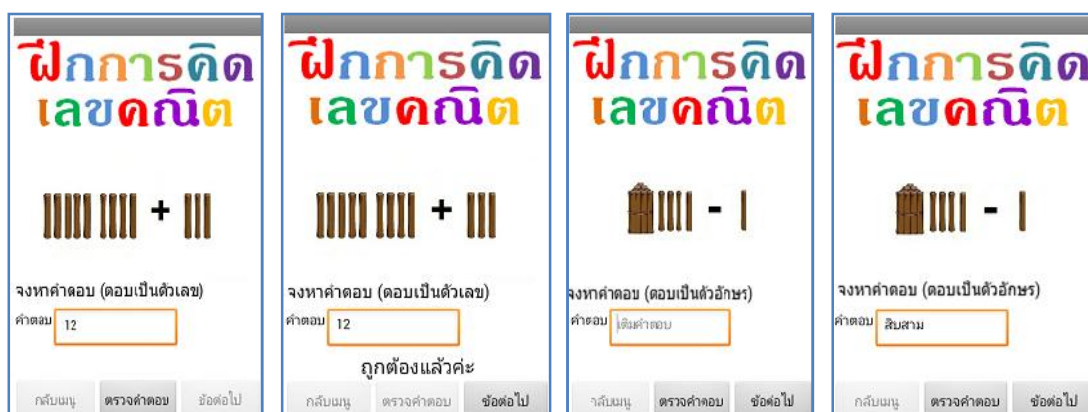 ฝึกการคิด
เลขคณิต
+
จงหาคำตอบ (ตอบเป็นตัวเลข)
คำตอบ 12
กลับเมนู ตรวจคำตอบ ข้อต่อไป
ฝึกการคิด
เลขคณิต
+
จงหาคำตอบ (ตอบเป็นตัวเลข)
คำตอบ 12
ถูกต้องแล้วค่ะ
กลับเมนู ตรวจคำตอบ ข้อต่อไป
ฝึกการคิด
เลขคณิต
-
จงหาคำตอบ (ตอบเป็นตัวอักษร)
คำตอบ เติมคำตอบ
กลับเมนู ตรวจคำตอบ ข้อต่อไป
ฝึกการคิด
เลขคณิต
-
จงหาคำตอบ (ตอบเป็นตัวอักษร)
คำตอบ สิบสาม
กลับเมนู ตรวจคำตอบ ข้อต่อไป